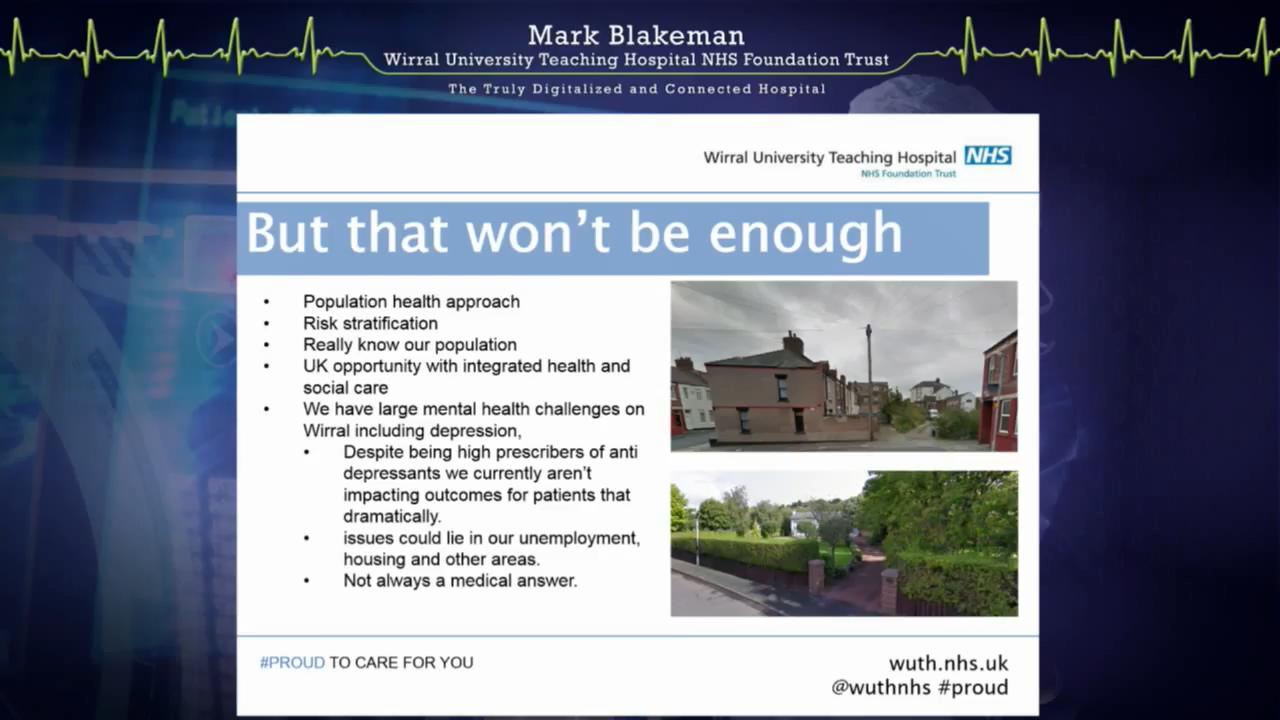 Mark Blakeman
Wirral University Teaching Hospital NHS Foundation Trust
The Truly Digitalized and Connected Hospital
Wirral University Teaching Hospital NHS
NHS Foundation Trust
But that won't be enough
• Population health approach
• Risk stratification
• Really know our population
• UK opportunity with integrated health and
social care
• We have large mental health challenges on
Wirral including depression,
• Despite being high prescribers of anti
depressants we currently aren't
impacting outcomes for patients that
dramatically.
• issues could lie in our unemployment,
housing and other areas.
• Not always a medical answer.
#PROUD TO CARE FOR YOU
wuth.nhs.uk
@wuthnhs #proud